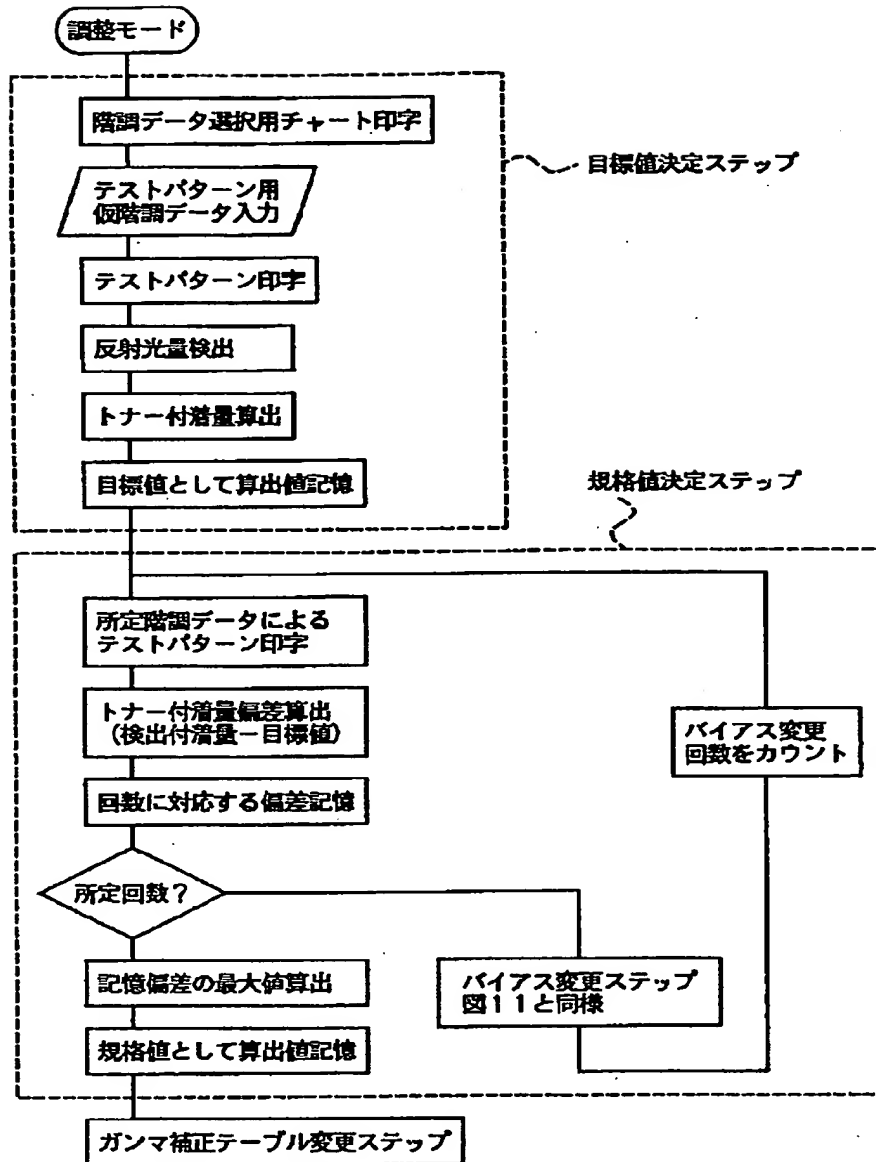 調整モード
階調データ選択用チャート印字
目標値決定ステップ
テストパターン用
仮階調データ入力
テストパターン印字
反射光量検出
トナー付着量算出
目標値として算出値記憶
規格値決定ステップ
所定階調データによる
テストパターン印字
トナー付着量偏差算出
(検出付着量ー目標値)
バイアス変更
回数をカウント
回数に対応する偏差記憶
所定回数?
記憶偏差の最大値算出
バイアス変更ステップ
図11と同様
規格値として算出値記憶
ガンマ補正テーブル変更ステップ